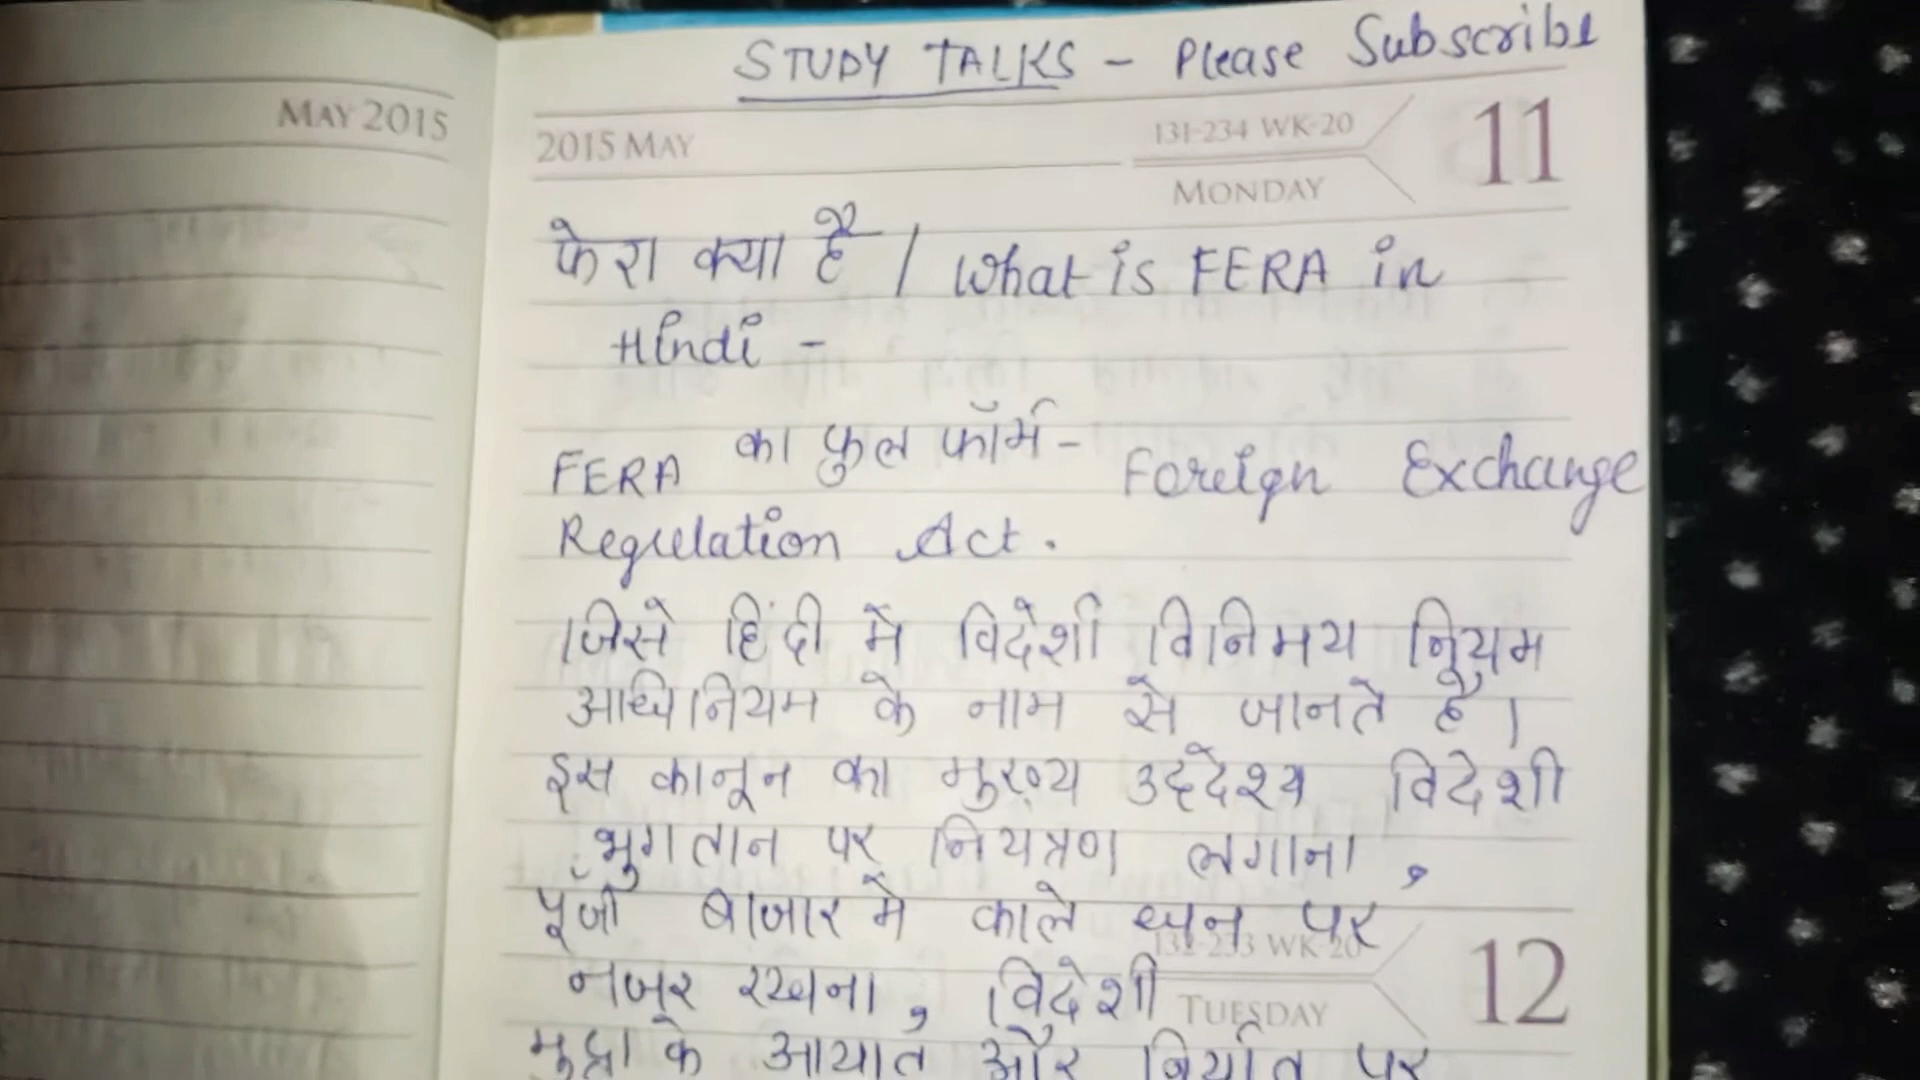 STUDY TALKS - Please Subscribe
MAY 2015
2015 MAY
131-234 WK-20
11
MONDAY
फेरा क्या है / What is FERA in
Hindi -
FERA का फुल फॉर्म - Foreign Exchange
Regulation Act.
जिसे हिंदी मे विदेशी विनिमय नियम
अधिनियम के नाम से जानते है।
इस कानून का मुख्य उद्देश्य विदेशी
भुगतान पर नियत्रण लगाना,
पूँजी बाजार मे काले धन पर
132-233 WK-20
12
नजर रखना, विदेशी
TUESDAY
मुद्रा के आयात और निर्यात पर